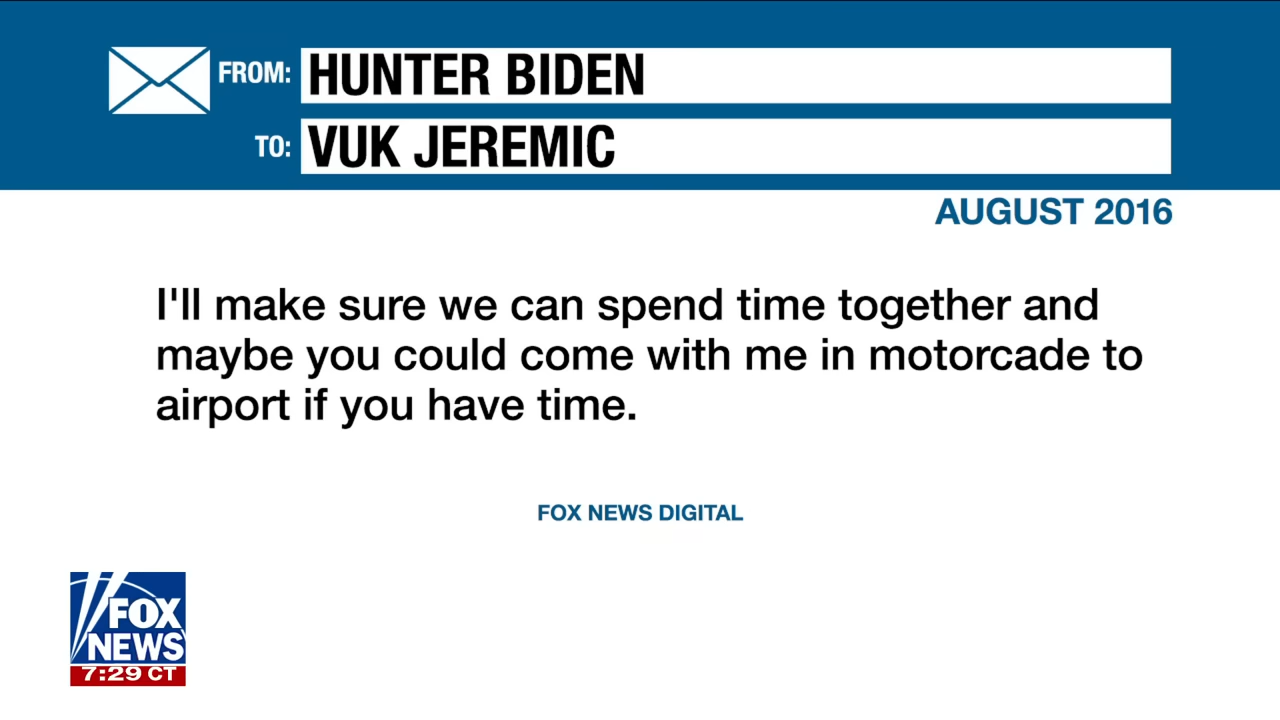 FROM: HUNTER BIDEN
TO: VUK JEREMIC
AUGUST 2016
I'll make sure we can spend time together and
maybe you could come with me in motorcade to
airport if you have time.
FOX NEWS DIGITAL
FOX
NEWS
7:29 CT